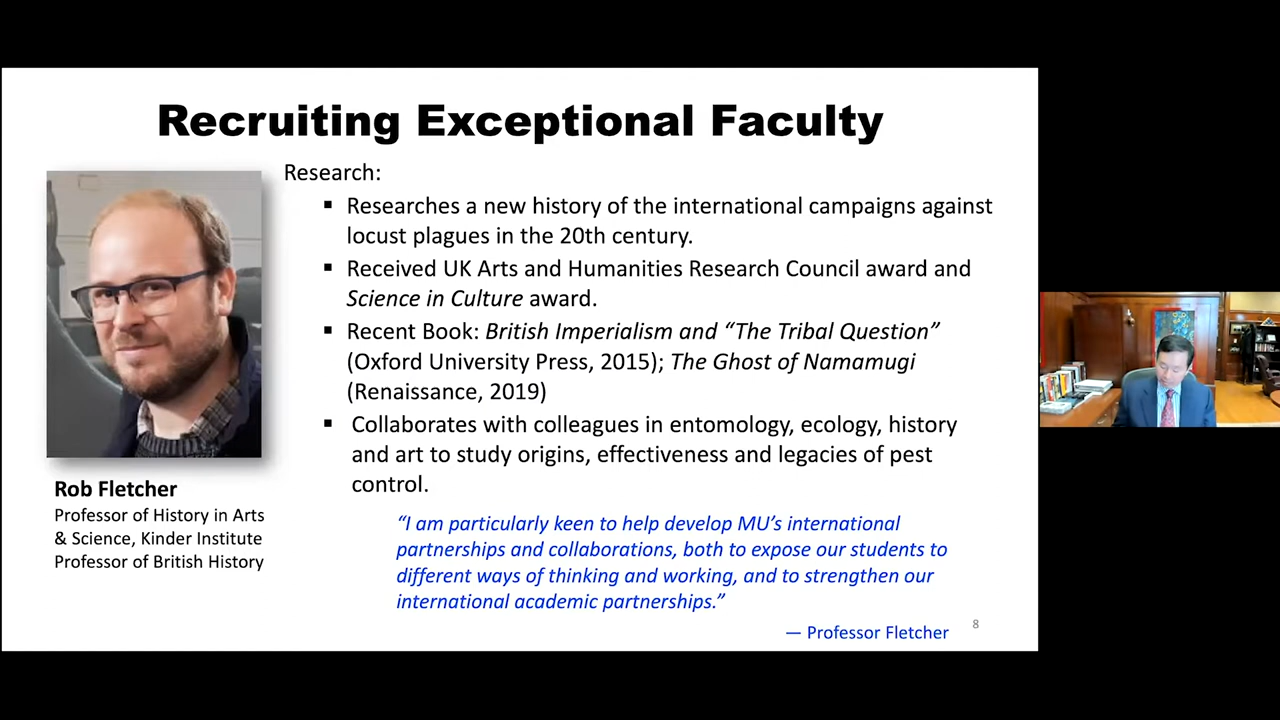 Recruiting Exceptional Faculty
Research:
▪ Researches a new history of the international campaigns against
locust plagues in the 20th century.
▪ Received UK Arts and Humanities Research Council award and
Science in Culture award.
▪ Recent Book: British Imperialism and “The Tribal Question”
(Oxford University Press, 2015); The Ghost of Namamugi
(Renaissance, 2019)
▪ Collaborates with colleagues in entomology, ecology, history
and art to study origins, effectiveness and legacies of pest
control.
Rob Fletcher
Professor of History in Arts
& Science, Kinder Institute
Professor of British History
“I am particularly keen to help develop MU’s international
partnerships and collaborations, both to expose our students to
different ways of thinking and working, and to strengthen our
international academic partnerships.”
— Professor Fletcher
8